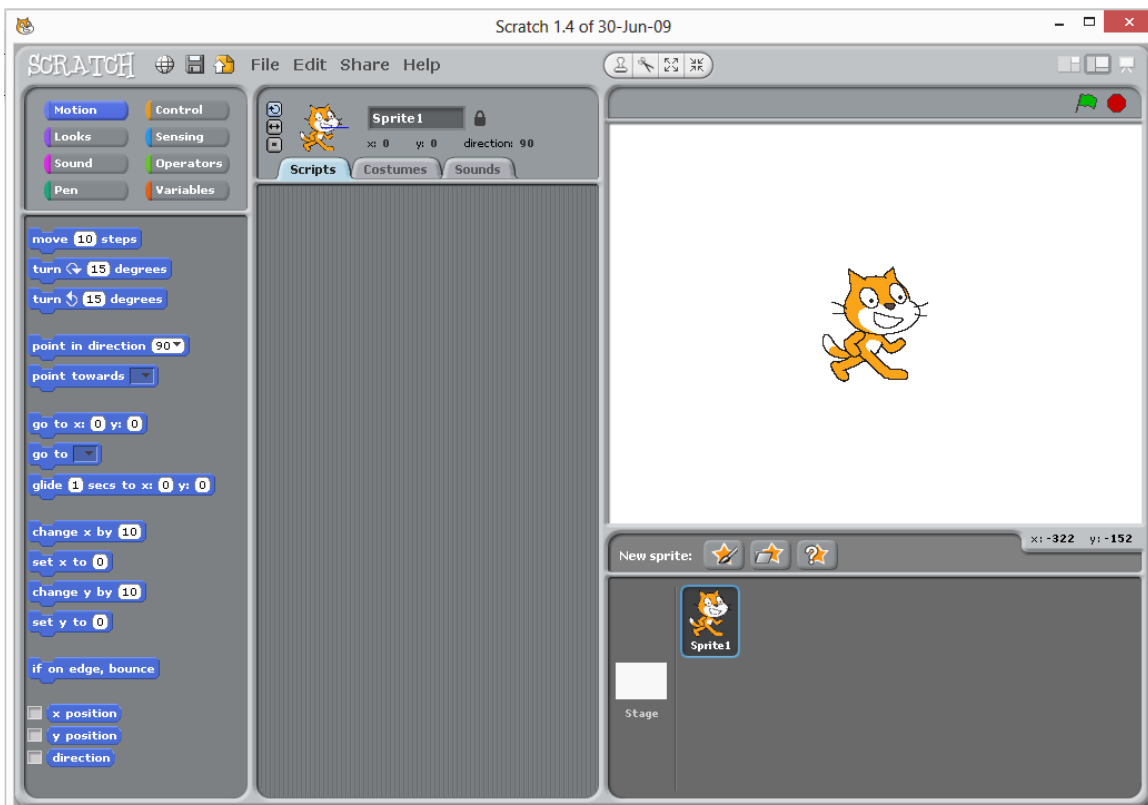 Scratch 1.4 of 30-Jun-09
SCRATCH File Edit Share Help
Motion Control
Looks Sensing
Sound Operators
Pen Variables
Sprite1
x: 0 y: 0 direction: 90
Scripts Costumes Sounds
move 10 steps
turn 15 degrees
turn 15 degrees
point in direction 90
point towards
go to x: 0 y: 0
go to
glide 1 secs to x: 0 y: 0
change x by 10
set x to 0
change y by 10
set y to 0
if on edge, bounce
x position
y position
direction
x: -322 y: -152
New sprite:
Sprite1
Stage